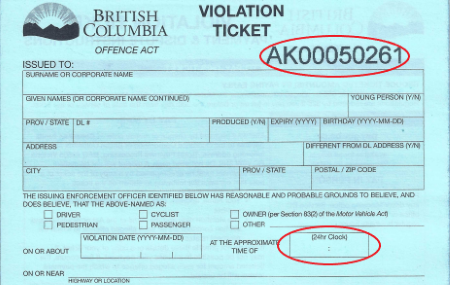 BRITISH COLUMBIA
OFFENCE ACT
VIOLATION TICKET
AK00050261
ISSUED TO:
SURNAME OR CORPORATE NAME
GIVEN NAMES (OR CORPORATE NAME CONTINUED) YOUNG PERSON (Y/N)
PROV / STATE DL # PRODUCED (Y/N) EXPIRY (YYYY) BIRTHDAY (YYYY-MM-DD)
ADDRESS DIFFERENT FROM DL ADDRESS (Y/N)
CITY PROV / STATE POSTAL / ZIP CODE
THE ISSUING ENFORCEMENT OFFICER IDENTIFIED BELOW HAS REASONABLE AND PROBABLE GROUNDS TO BELIEVE, AND
DOES BELIEVE, THAT THE ABOVE-NAMED AS:
DRIVER CYCLIST OWNER (per Section 83(2) of the Motor Vehicle Act)
PEDESTRIAN PASSENGER OTHER
VIOLATION DATE (YYYY-MM-DD) (24hr Clock)
ON OR ABOUT AT THE APPROXIMATE TIME OF :
ON OR NEAR
HIGHWAY OR LOCATION